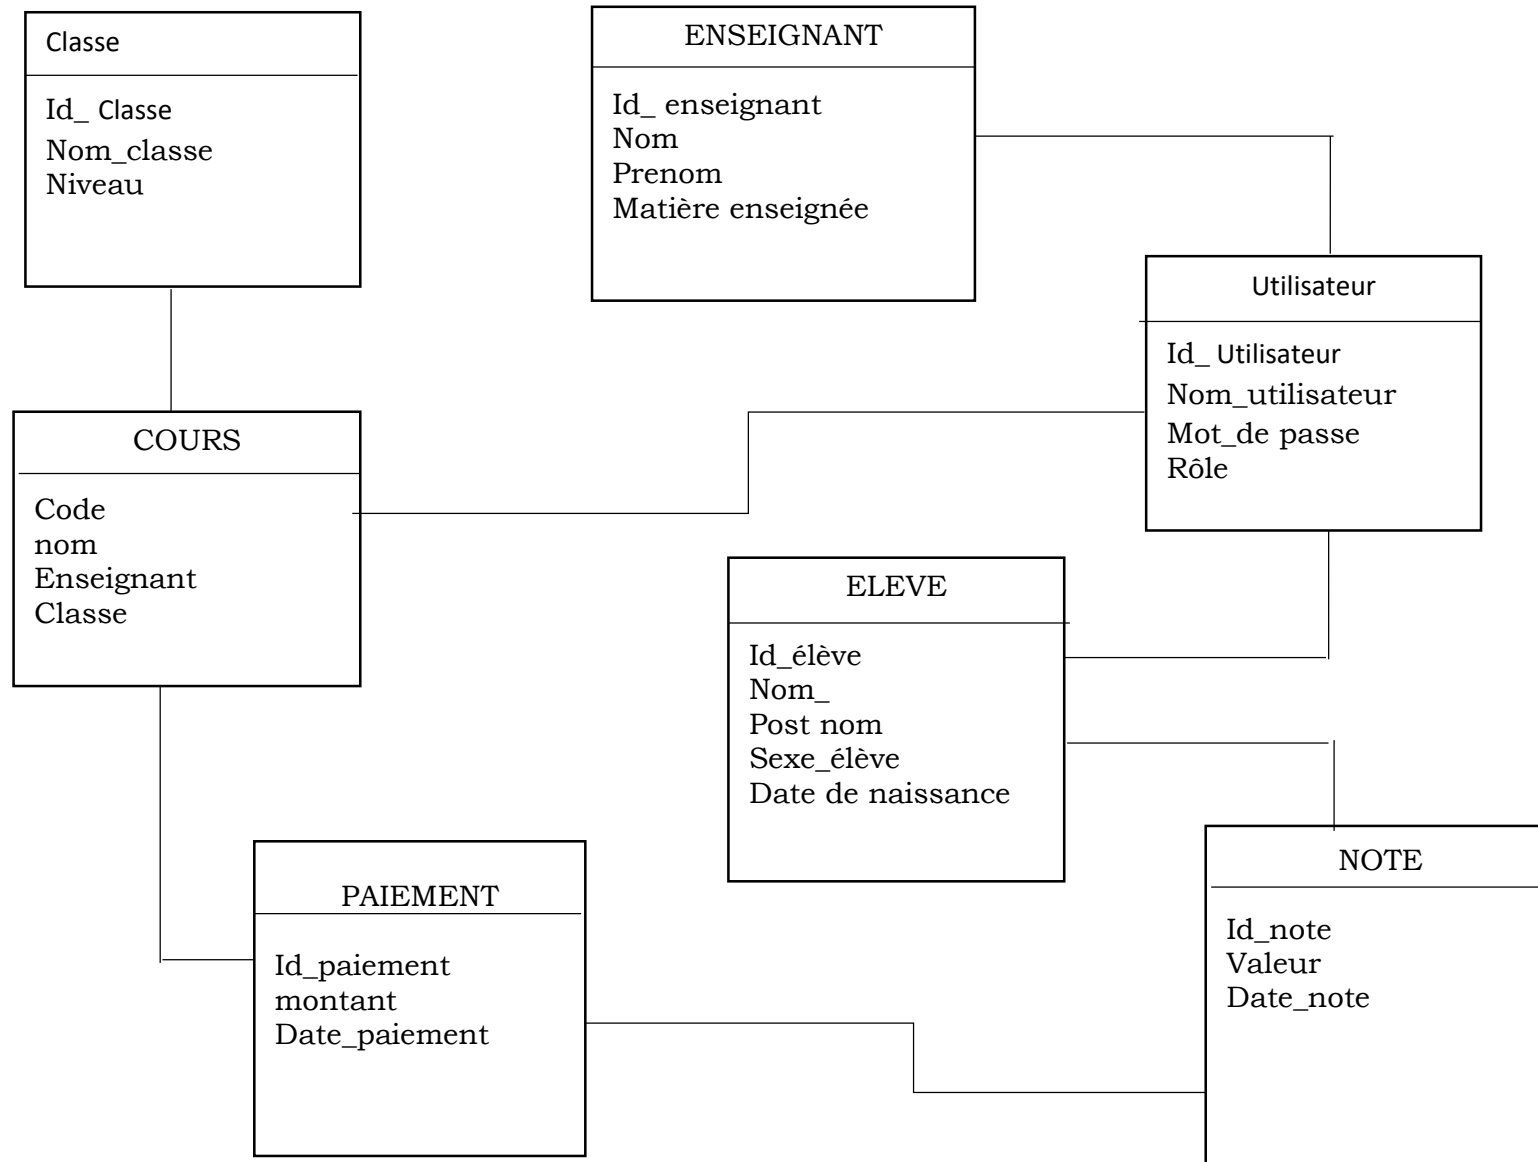 Classe
Id_ Classe
Nom_classe
Niveau
ENSEIGNANT
Id_ enseignant
Nom
Prenom
Matière enseignée
Utilisateur
Id_ Utilisateur
Nom_utilisateur
Mot_de passe
Rôle
COURS
Code
nom
Enseignant
Classe
ELEVE
Id_élève
Nom_
Post nom
Sexe_élève
Date de naissance
PAIEMENT
Id_paiement
montant
Date_paiement
NOTE
Id_note
Valeur
Date_note